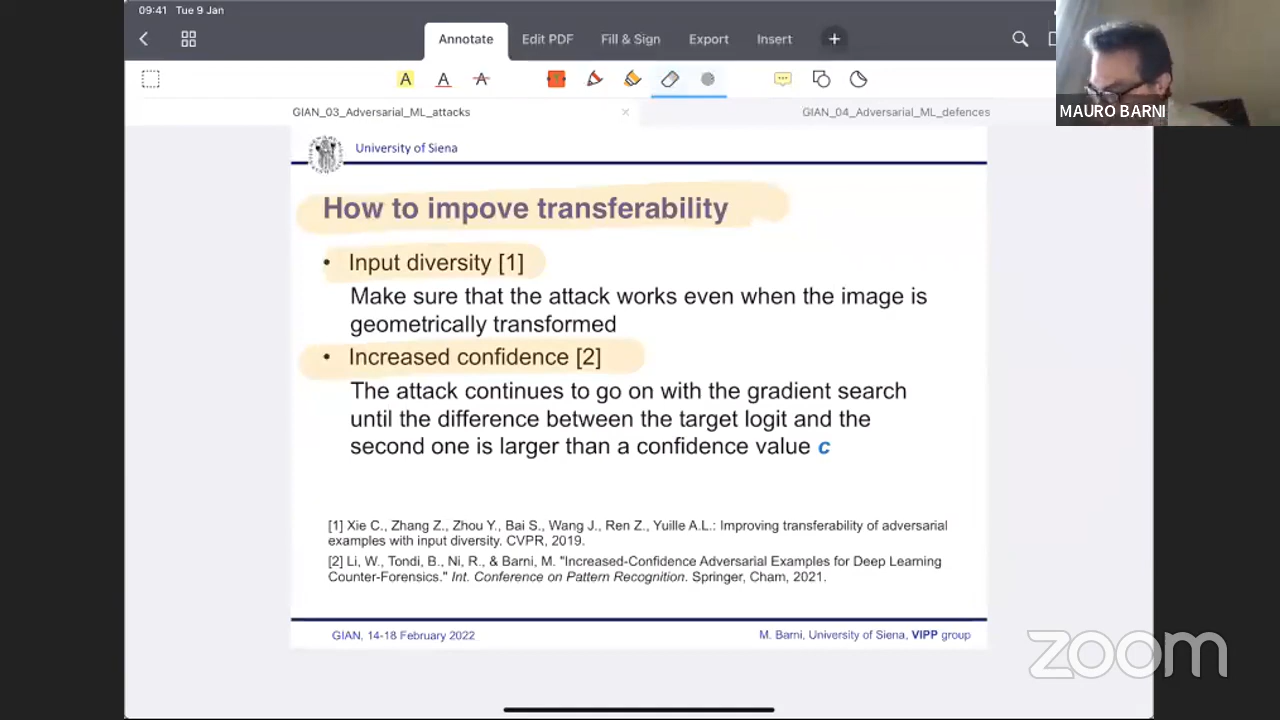 09:41 Tue 9 Jan
Annotate Edit PDF Fill & Sign Export Insert +
A A A
MAURO BARNI
GIAN_03_Adversarial_ML_attacks × GIAN_04_Adversarial_ML_defences
University of Siena
How to impove transferability
• Input diversity [1]
Make sure that the attack works even when the image is
geometrically transformed
• Increased confidence [2]
The attack continues to go on with the gradient search
until the difference between the target logit and the
second one is larger than a confidence value c
[1] Xie C., Zhang Z., Zhou Y., Bai S., Wang J., Ren Z., Yuille A.L.: Improving transferability of adversarial
examples with input diversity. CVPR, 2019.
[2] Li, W., Tondi, B., Ni, R., & Barni, M. "Increased-Confidence Adversarial Examples for Deep Learning
Counter-Forensics." Int. Conference on Pattern Recognition. Springer, Cham, 2021.
GIAN, 14-18 February 2022 M. Barni, University of Siena, VIPP group
zoom